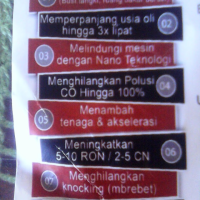 Memperpanjang usia oli
hingga 3x lipat
02
Melindungi mesin
dengan Nano Teknologi
03
Menghilangkan Polusi
CO Hingga 100%
04
Menambah
tenaga & akselerasi
05
Meningkatkan
5-10 RON / 2-5 CN
06
Menghilangkan
knocking (mbrebet)
07